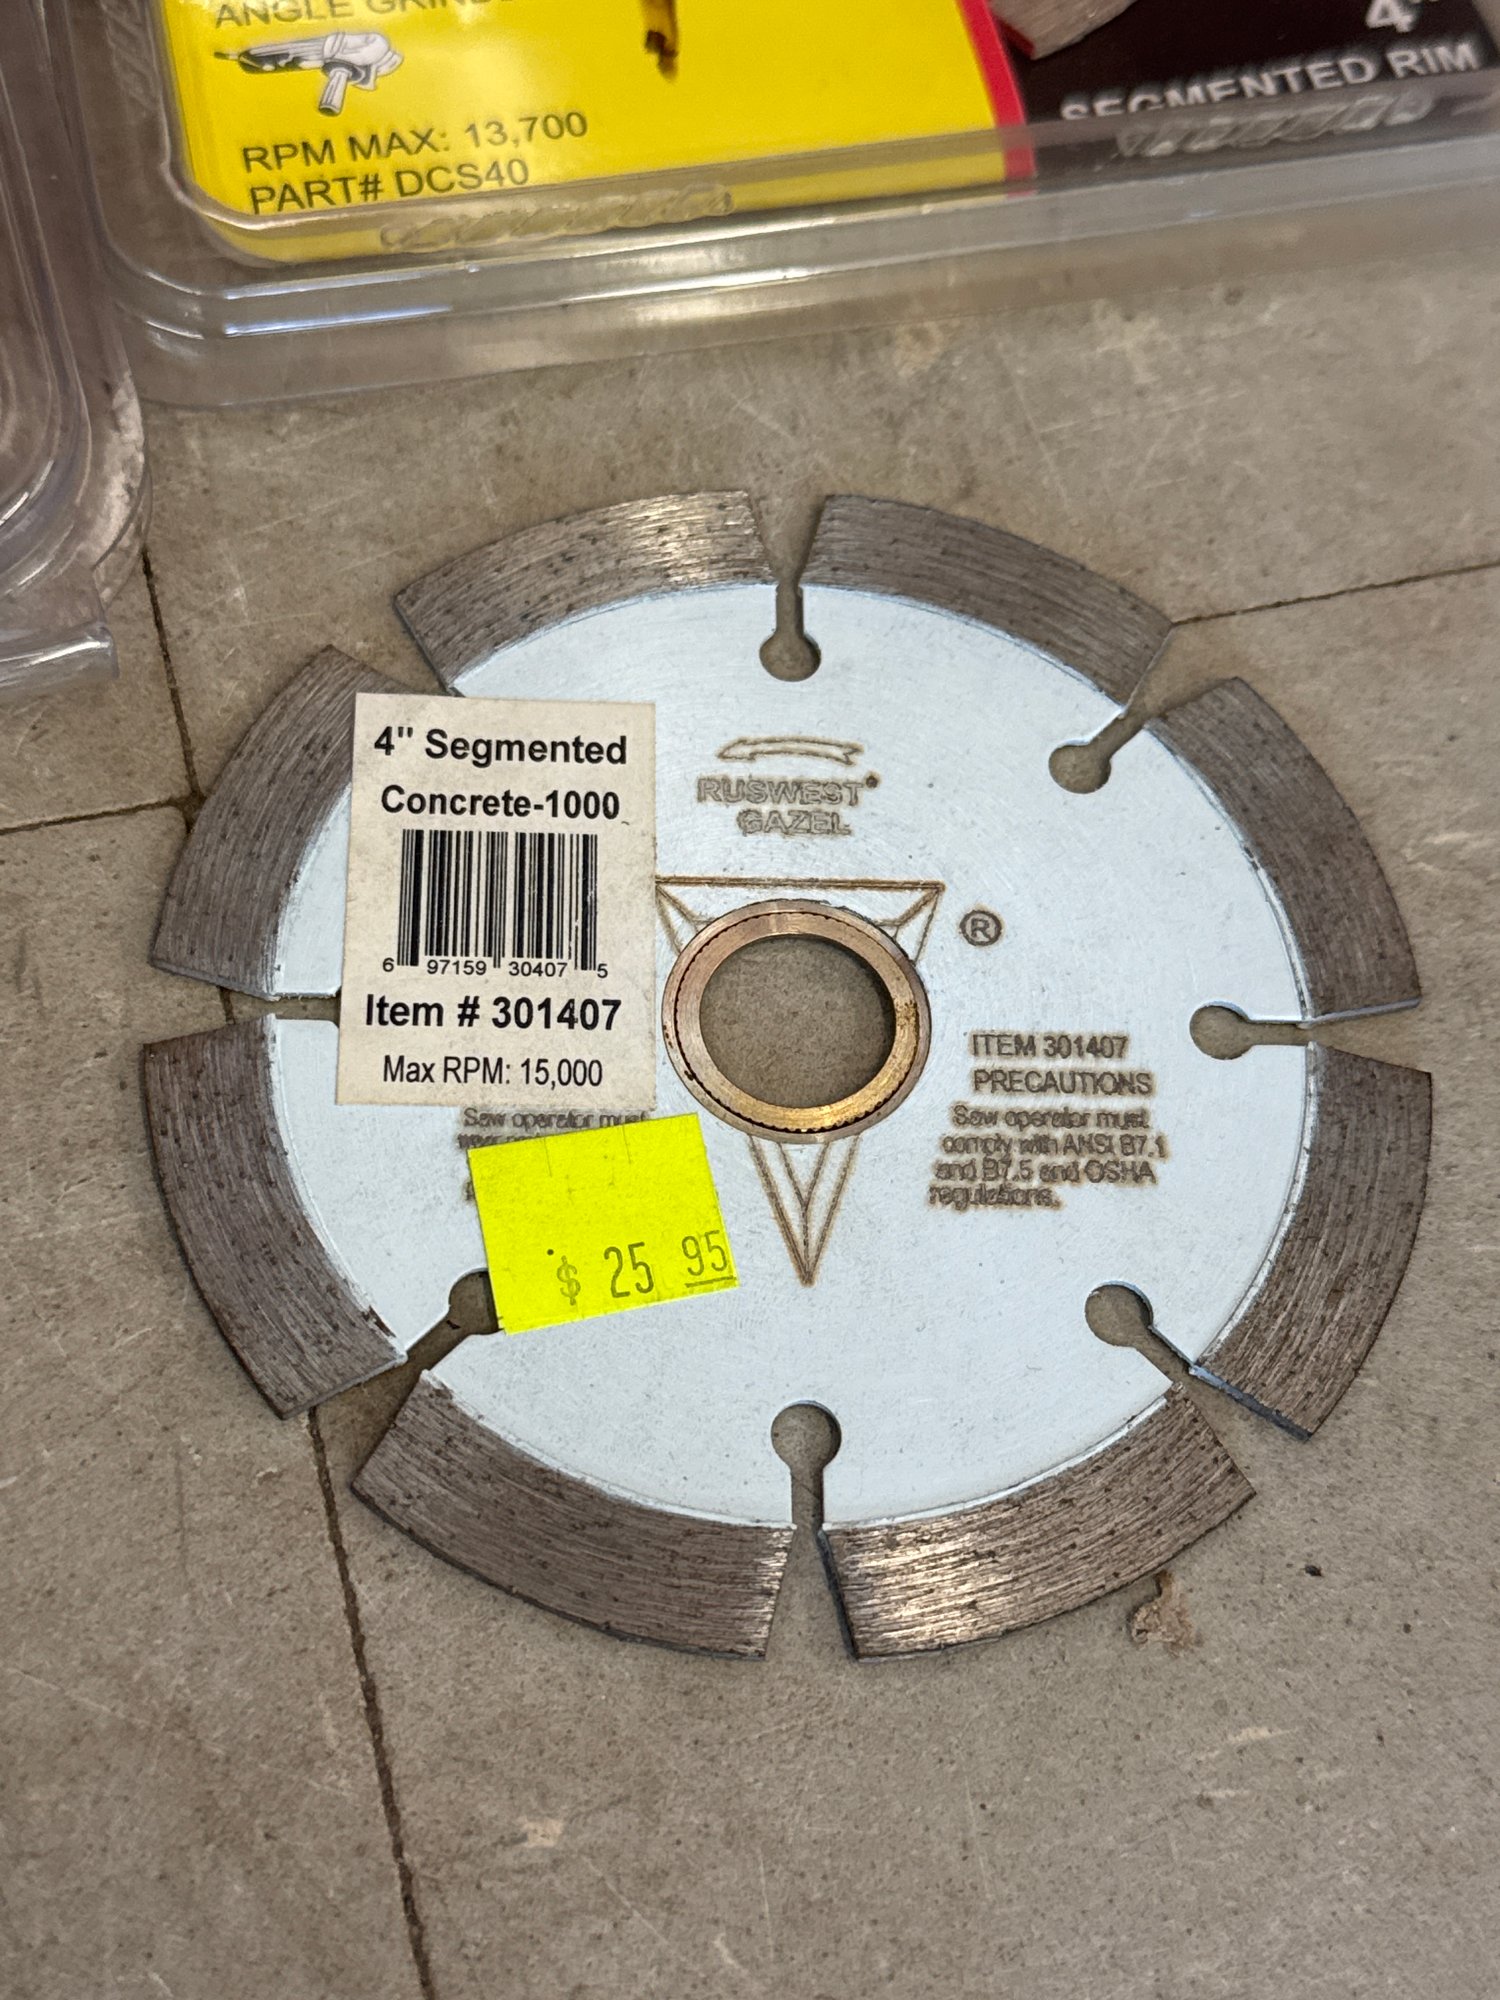 RPM MAX: 13,700
PART# DCS40
4"
SEGMENTED RIM
4" Segmented
Concrete-1000
6 97159 30407 5
Item # 301407
Max RPM: 15,000
RUSWEST
GAZEL
®
ITEM 301407
PRECAUTIONS
Saw operator must
comply with ANSI B7.1
and B7.5 and OSHA
regulations.
Saw operator must
$ 25 95